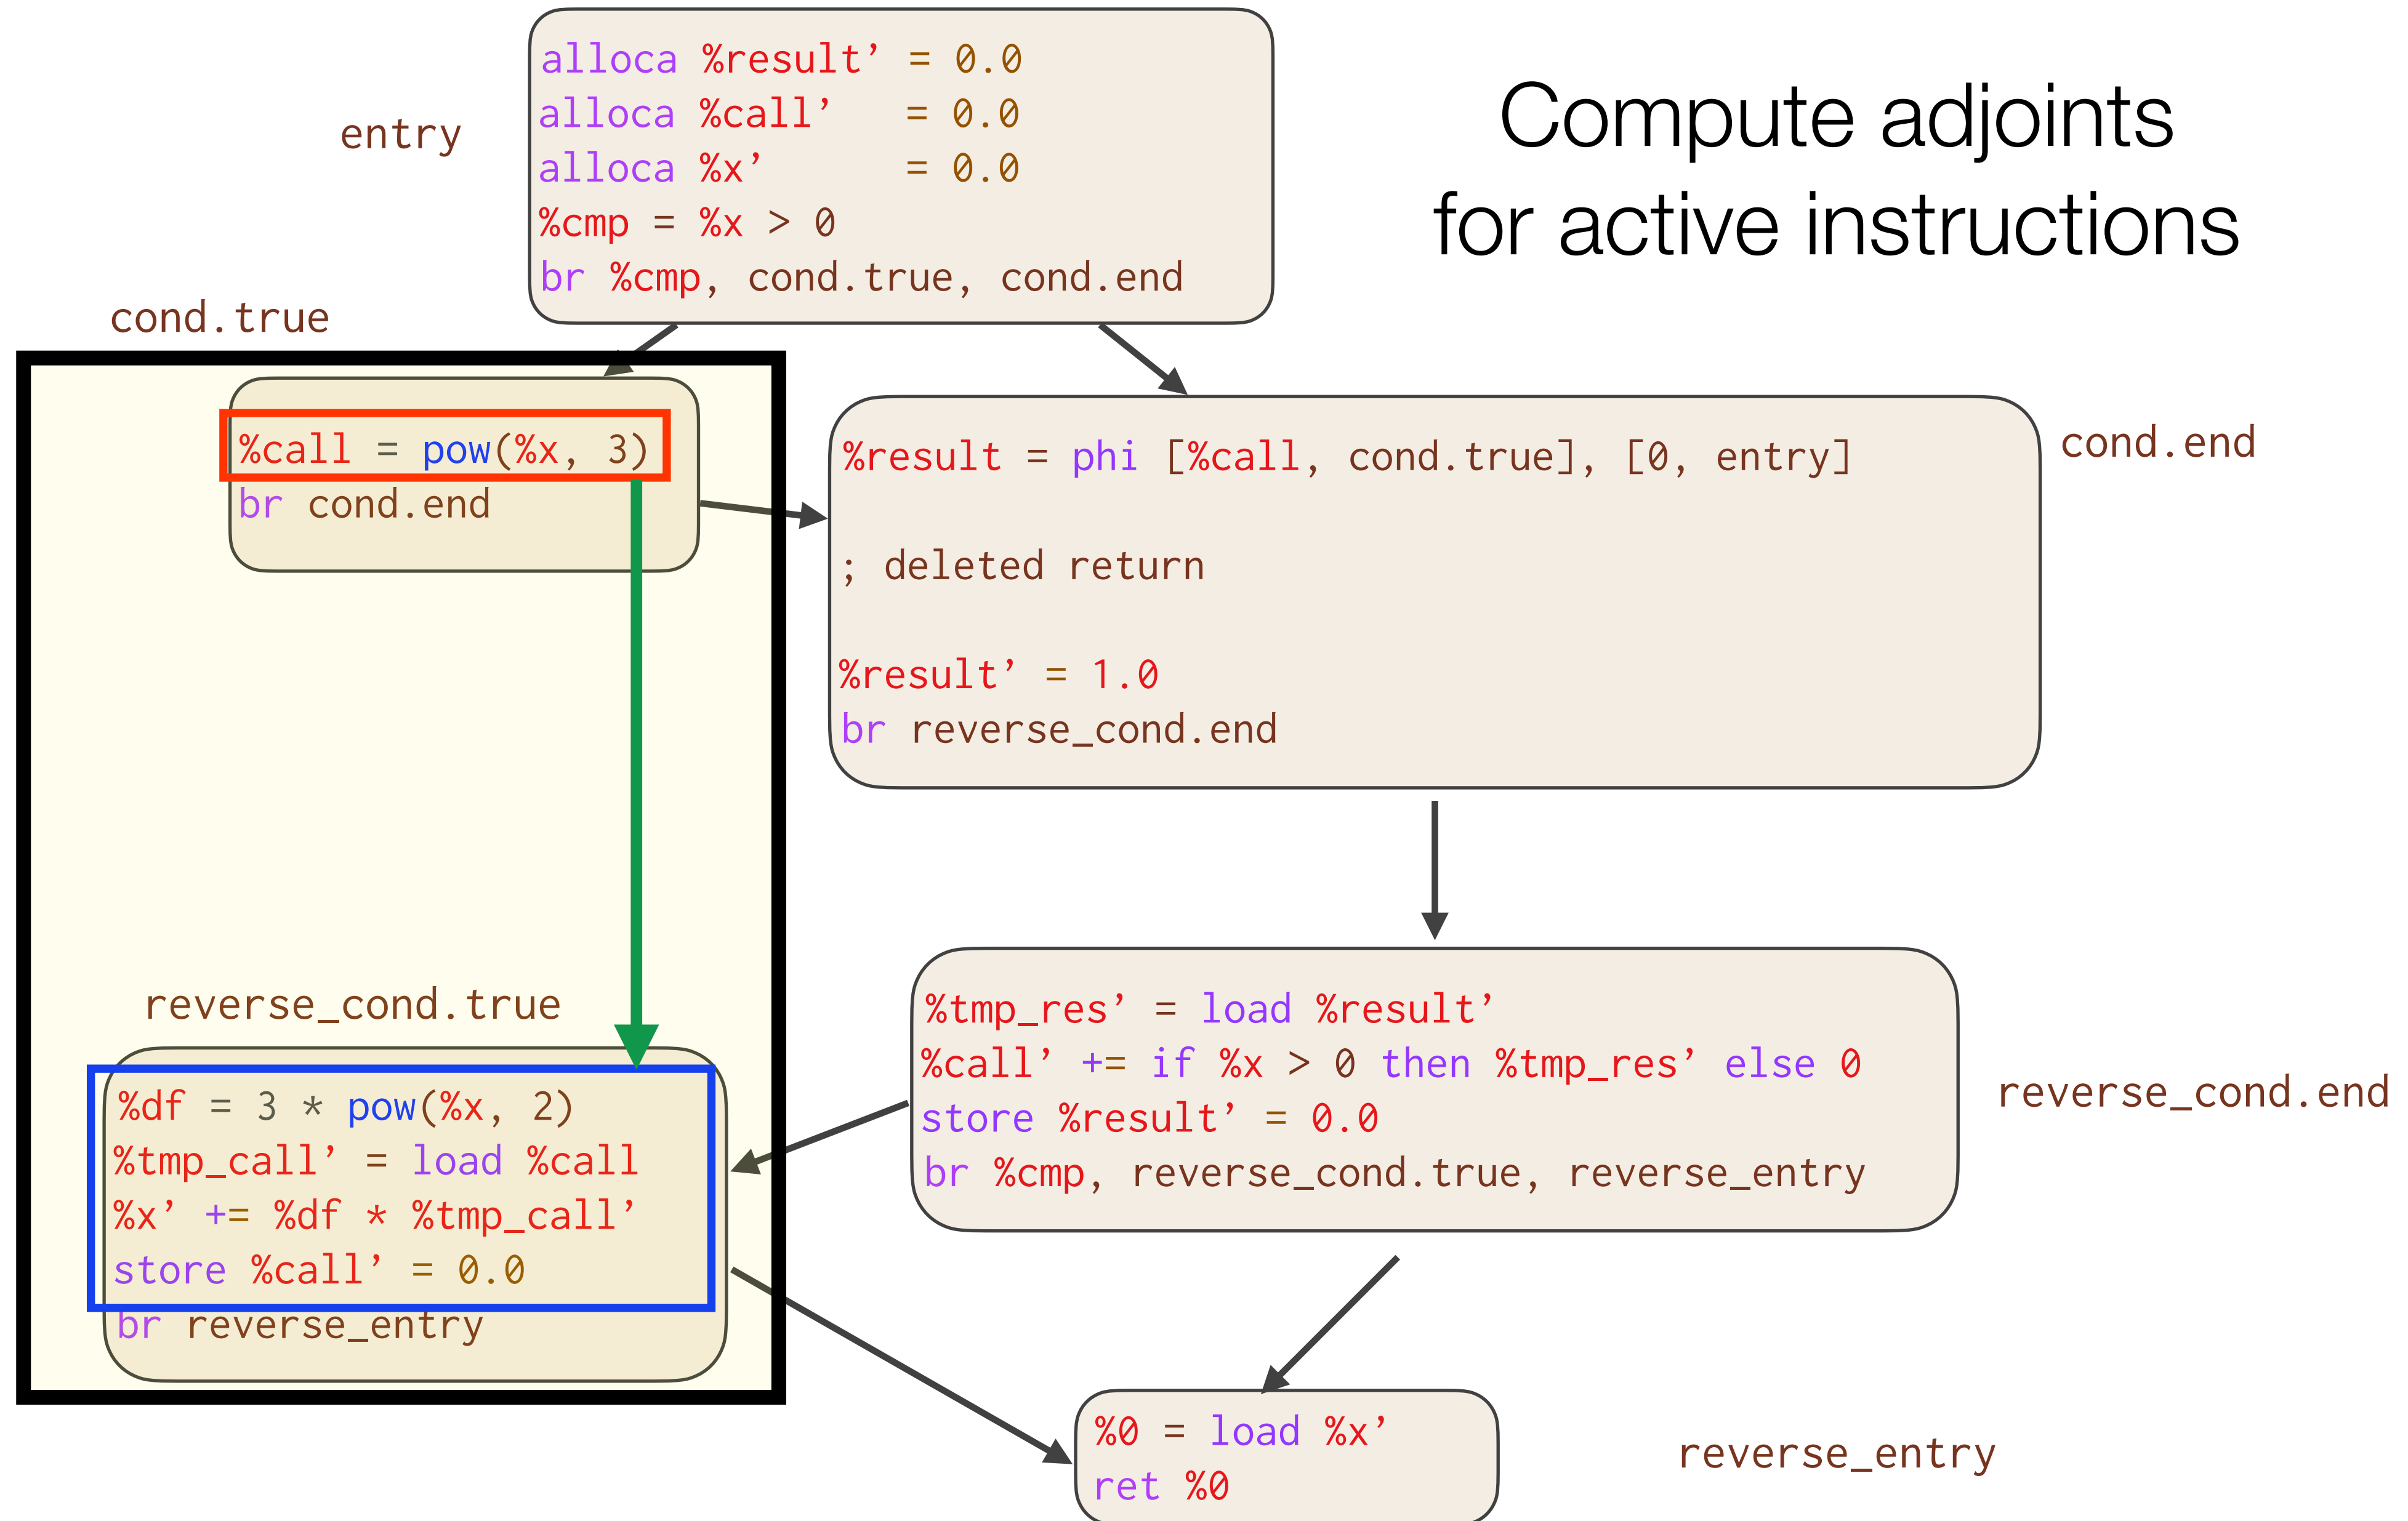 Compute adjoints
for active instructions
entry
alloca %result’ = 0.0
alloca %call’   = 0.0
alloca %x’      = 0.0
%cmp = %x > 0
br %cmp, cond.true, cond.end
cond.true
%call = pow(%x, 3)
br cond.end
cond.end
%result = phi [%call, cond.true], [0, entry]
; deleted return
%result’ = 1.0
br reverse_cond.end
reverse_cond.end
%tmp_res’ = load %result’
%call’ += if %x > 0 then %tmp_res’ else 0
store %result’ = 0.0
br %cmp, reverse_cond.true, reverse_entry
reverse_cond.true
%df = 3 * pow(%x, 2)
%tmp_call’ = load %call
%x’ += %df * %tmp_call’
store %call’ = 0.0
br reverse_entry
reverse_entry
%0 = load %x’
ret %0